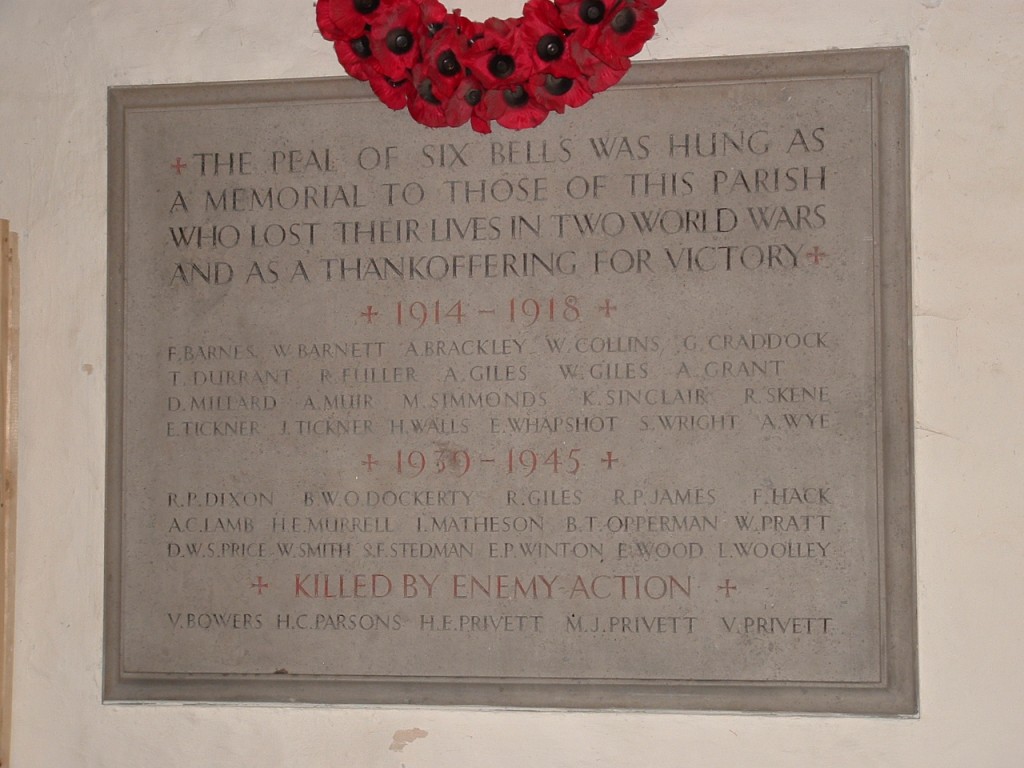 + THE PEAL OF SIX BELLS WAS HUNG AS
A MEMORIAL TO THOSE OF THIS PARISH
WHO LOST THEIR LIVES IN TWO WORLD WARS
AND AS A THANKOFFERING FOR VICTORY +
+ 1914 - 1918 +
F. BARNES W. BARNETT A. BRACKLEY W. COLLINS G. CRADDOCK
T. DURRANT R. FULLER A. GILES W. GILES A. GRANT
D. MILLARD A. MUIR M. SIMMONDS K. SINCLAIR R. SKENE
E. TICKNER J. TICKNER H. WALLS E. WHAPSHOT S. WRIGHT A. WYE
+ 1939 - 1945 +
R. P. DIXON B. W. O. DOCKERTY R. GILES R. P. JAMES F. HACK
A. C. LAMB H. E. MURRELL I. MATHESON B. T. OPPERMAN W. PRATT
D. W. S. PRICE W. SMITH S. F. STEDMAN E. P. WINTON E. WOOD L. WOOLLEY
+ KILLED BY ENEMY ACTION +
V. BOWERS H. C. PARSONS H. E. PRIVETT M. J. PRIVETT V. PRIVETT